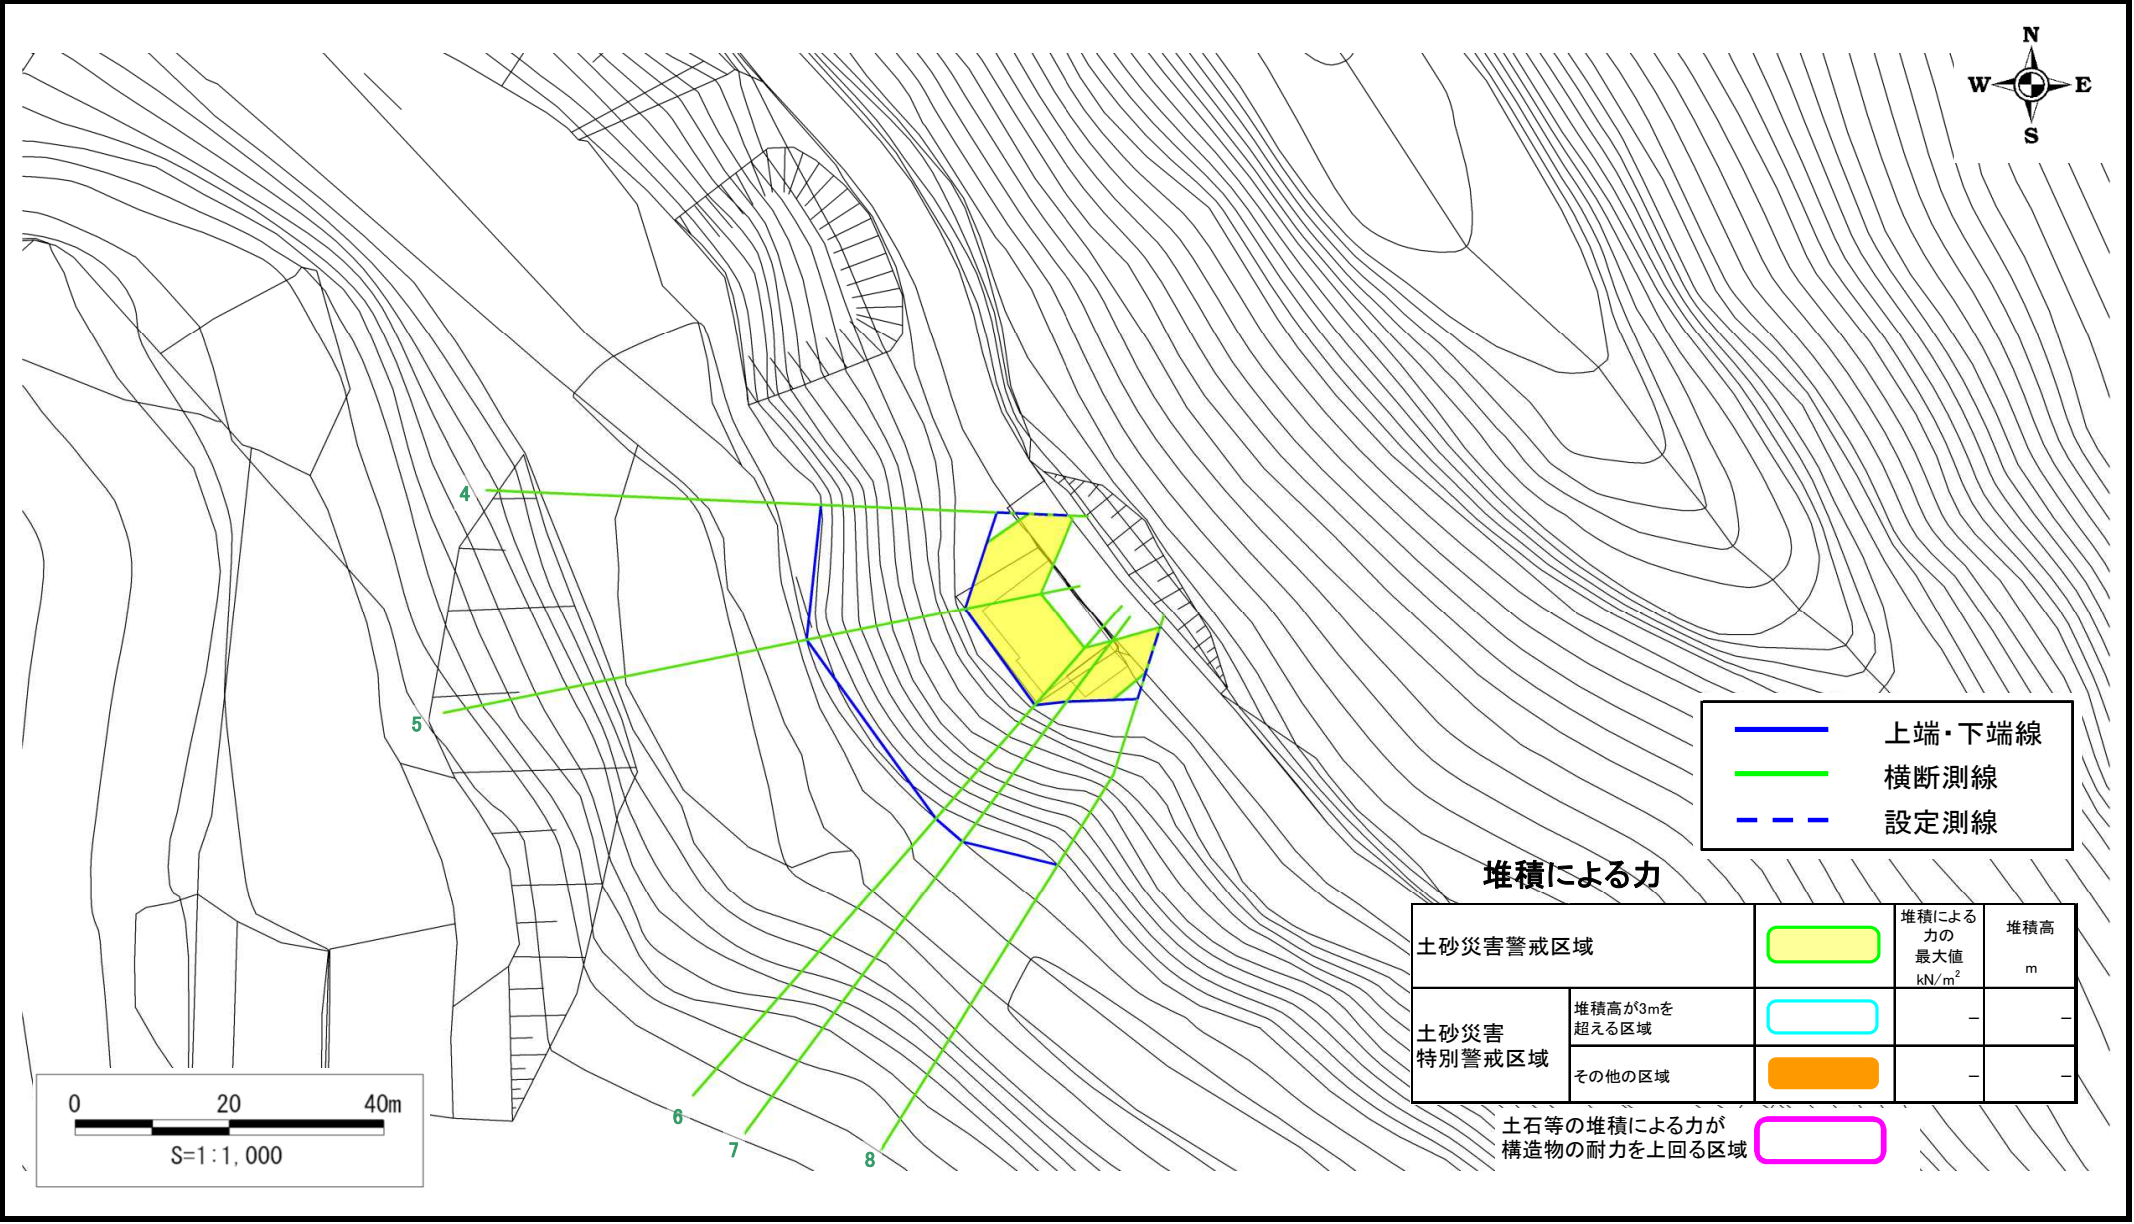 N
W E
S
4
5
6
7
8
上端・下端線
横断測線
設定測線
堆積による力
土砂災害警戒区域
堆積による
力の
最大値
kN/m²
堆積高
m
土砂災害
特別警戒区域
堆積高が3mを
超える区域
－ －
その他の区域
－ －
土石等の堆積による力が
構造物の耐力を上回る区域
0 20 40m
S=1:1,000